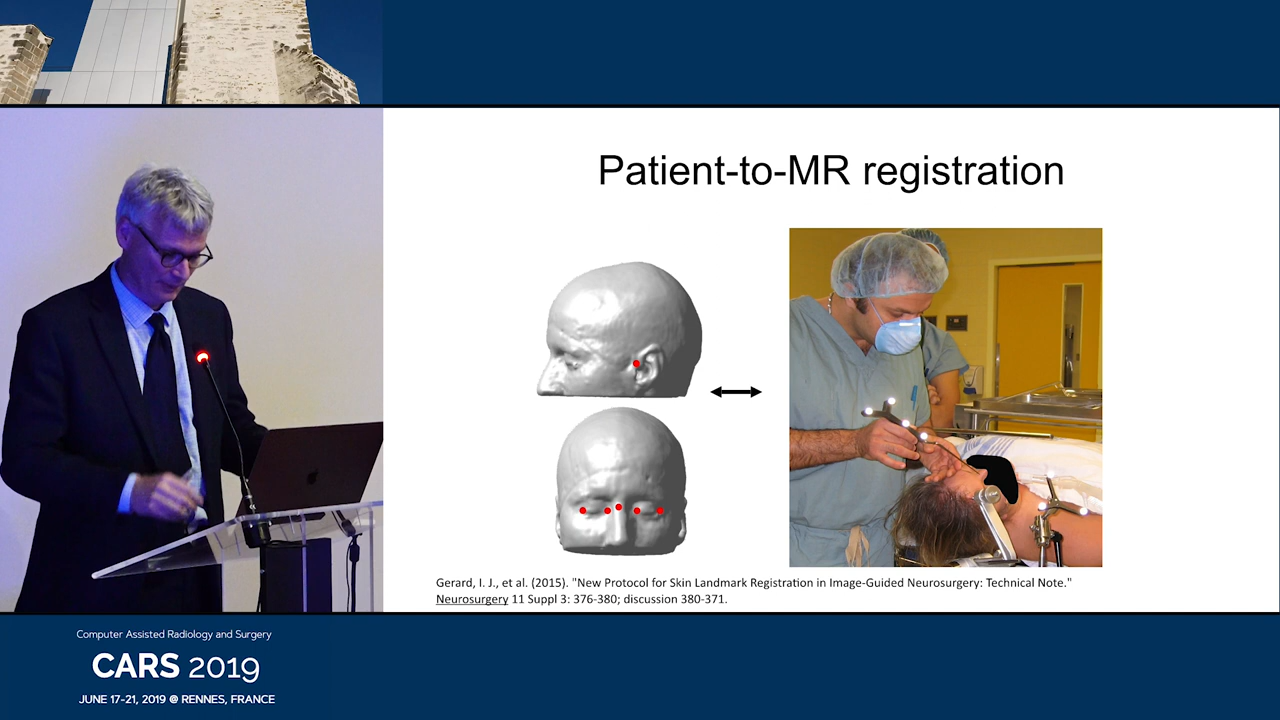 Patient-to-MR registration
Gerard, I. J., et al. (2015). "New Protocol for Skin Landmark Registration in Image-Guided Neurosurgery: Technical Note."
Neurosurgery 11 Suppl 3: 376-380; discussion 380-371.
Computer Assisted Radiology and Surgery
CARS 2019
JUNE 17-21, 2019 @ RENNES, FRANCE